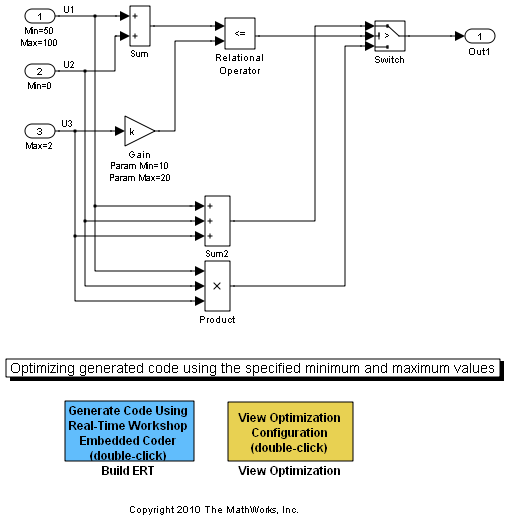 1
U1
Min=50
Max=100
+
+
Sum
<=
Relational
Operator
>
Switch
1
Out1
2
U2
Min=0
3
U3
Max=2
k
Gain
Param Min=10
Param Max=20
+
+
+
Sum2
×
Product
Optimizing generated code using the specified minimum and maximum values
Generate Code Using
Real-Time Workshop
Embedded Coder
(double-click)
Build ERT
View Optimization
Configuration
(double-click)
View Optimization
Copyright 2010 The MathWorks, Inc.